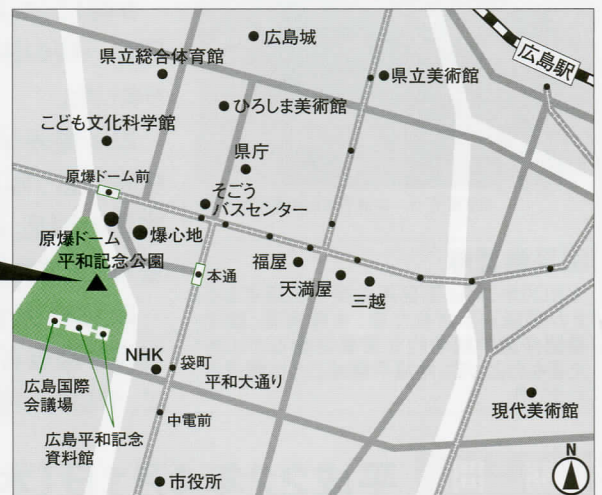 広島城
県立総合体育館
広島駅
県立美術館
ひろしま美術館
こども文化科学館
県庁
原爆ドーム前
そごう
バスセンター
原爆ドーム
爆心地
平和記念公園
本通
福屋
天満屋
三越
NHK
袋町
平和大通り
広島国際
会議場
現代美術館
中電前
広島平和記念
資料館
市役所
N